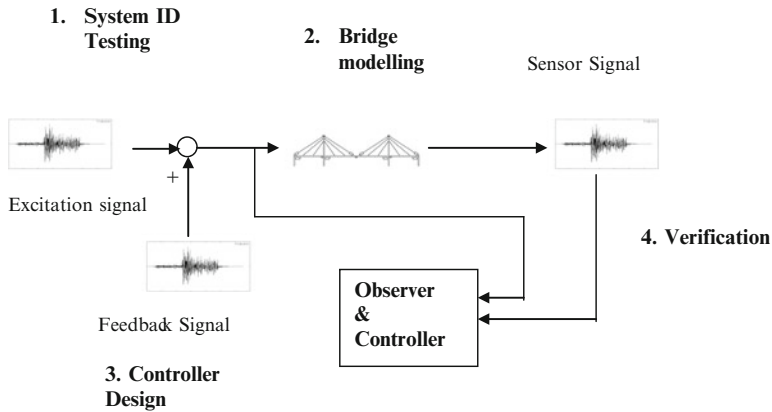 1. System ID
Testing
2. Bridge
modelling
Sensor Signal
+
Excitation signal
4. Verification
Observer
&
Controller
Feedback Signal
3. Controller
Design